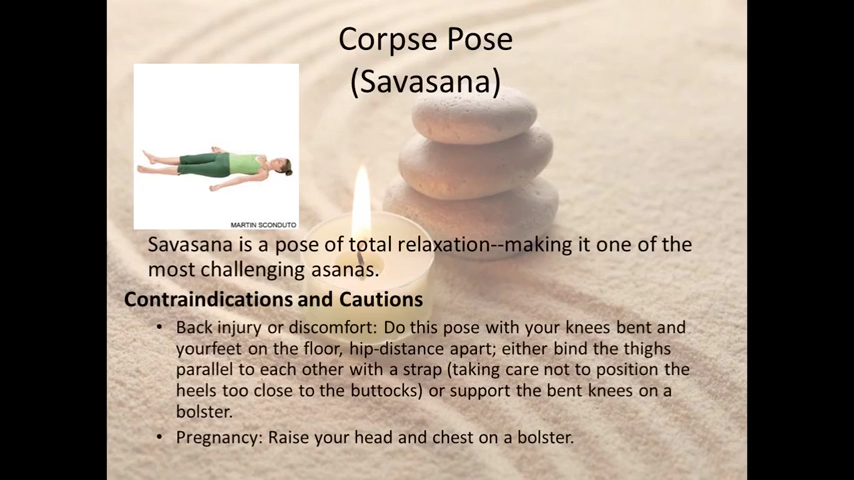 Corpse Pose
(Savasana)
MARTIN SCONDUTO
Savasana is a pose of total relaxation--making it one of the
most challenging asanas.
Contraindications and Cautions
• Back injury or discomfort: Do this pose with your knees bent and
yourfeet on the floor, hip-distance apart; either bind the thighs
parallel to each other with a strap (taking care not to position the
heels too close to the buttocks) or support the bent knees on a
bolster.
• Pregnancy: Raise your head and chest on a bolster.